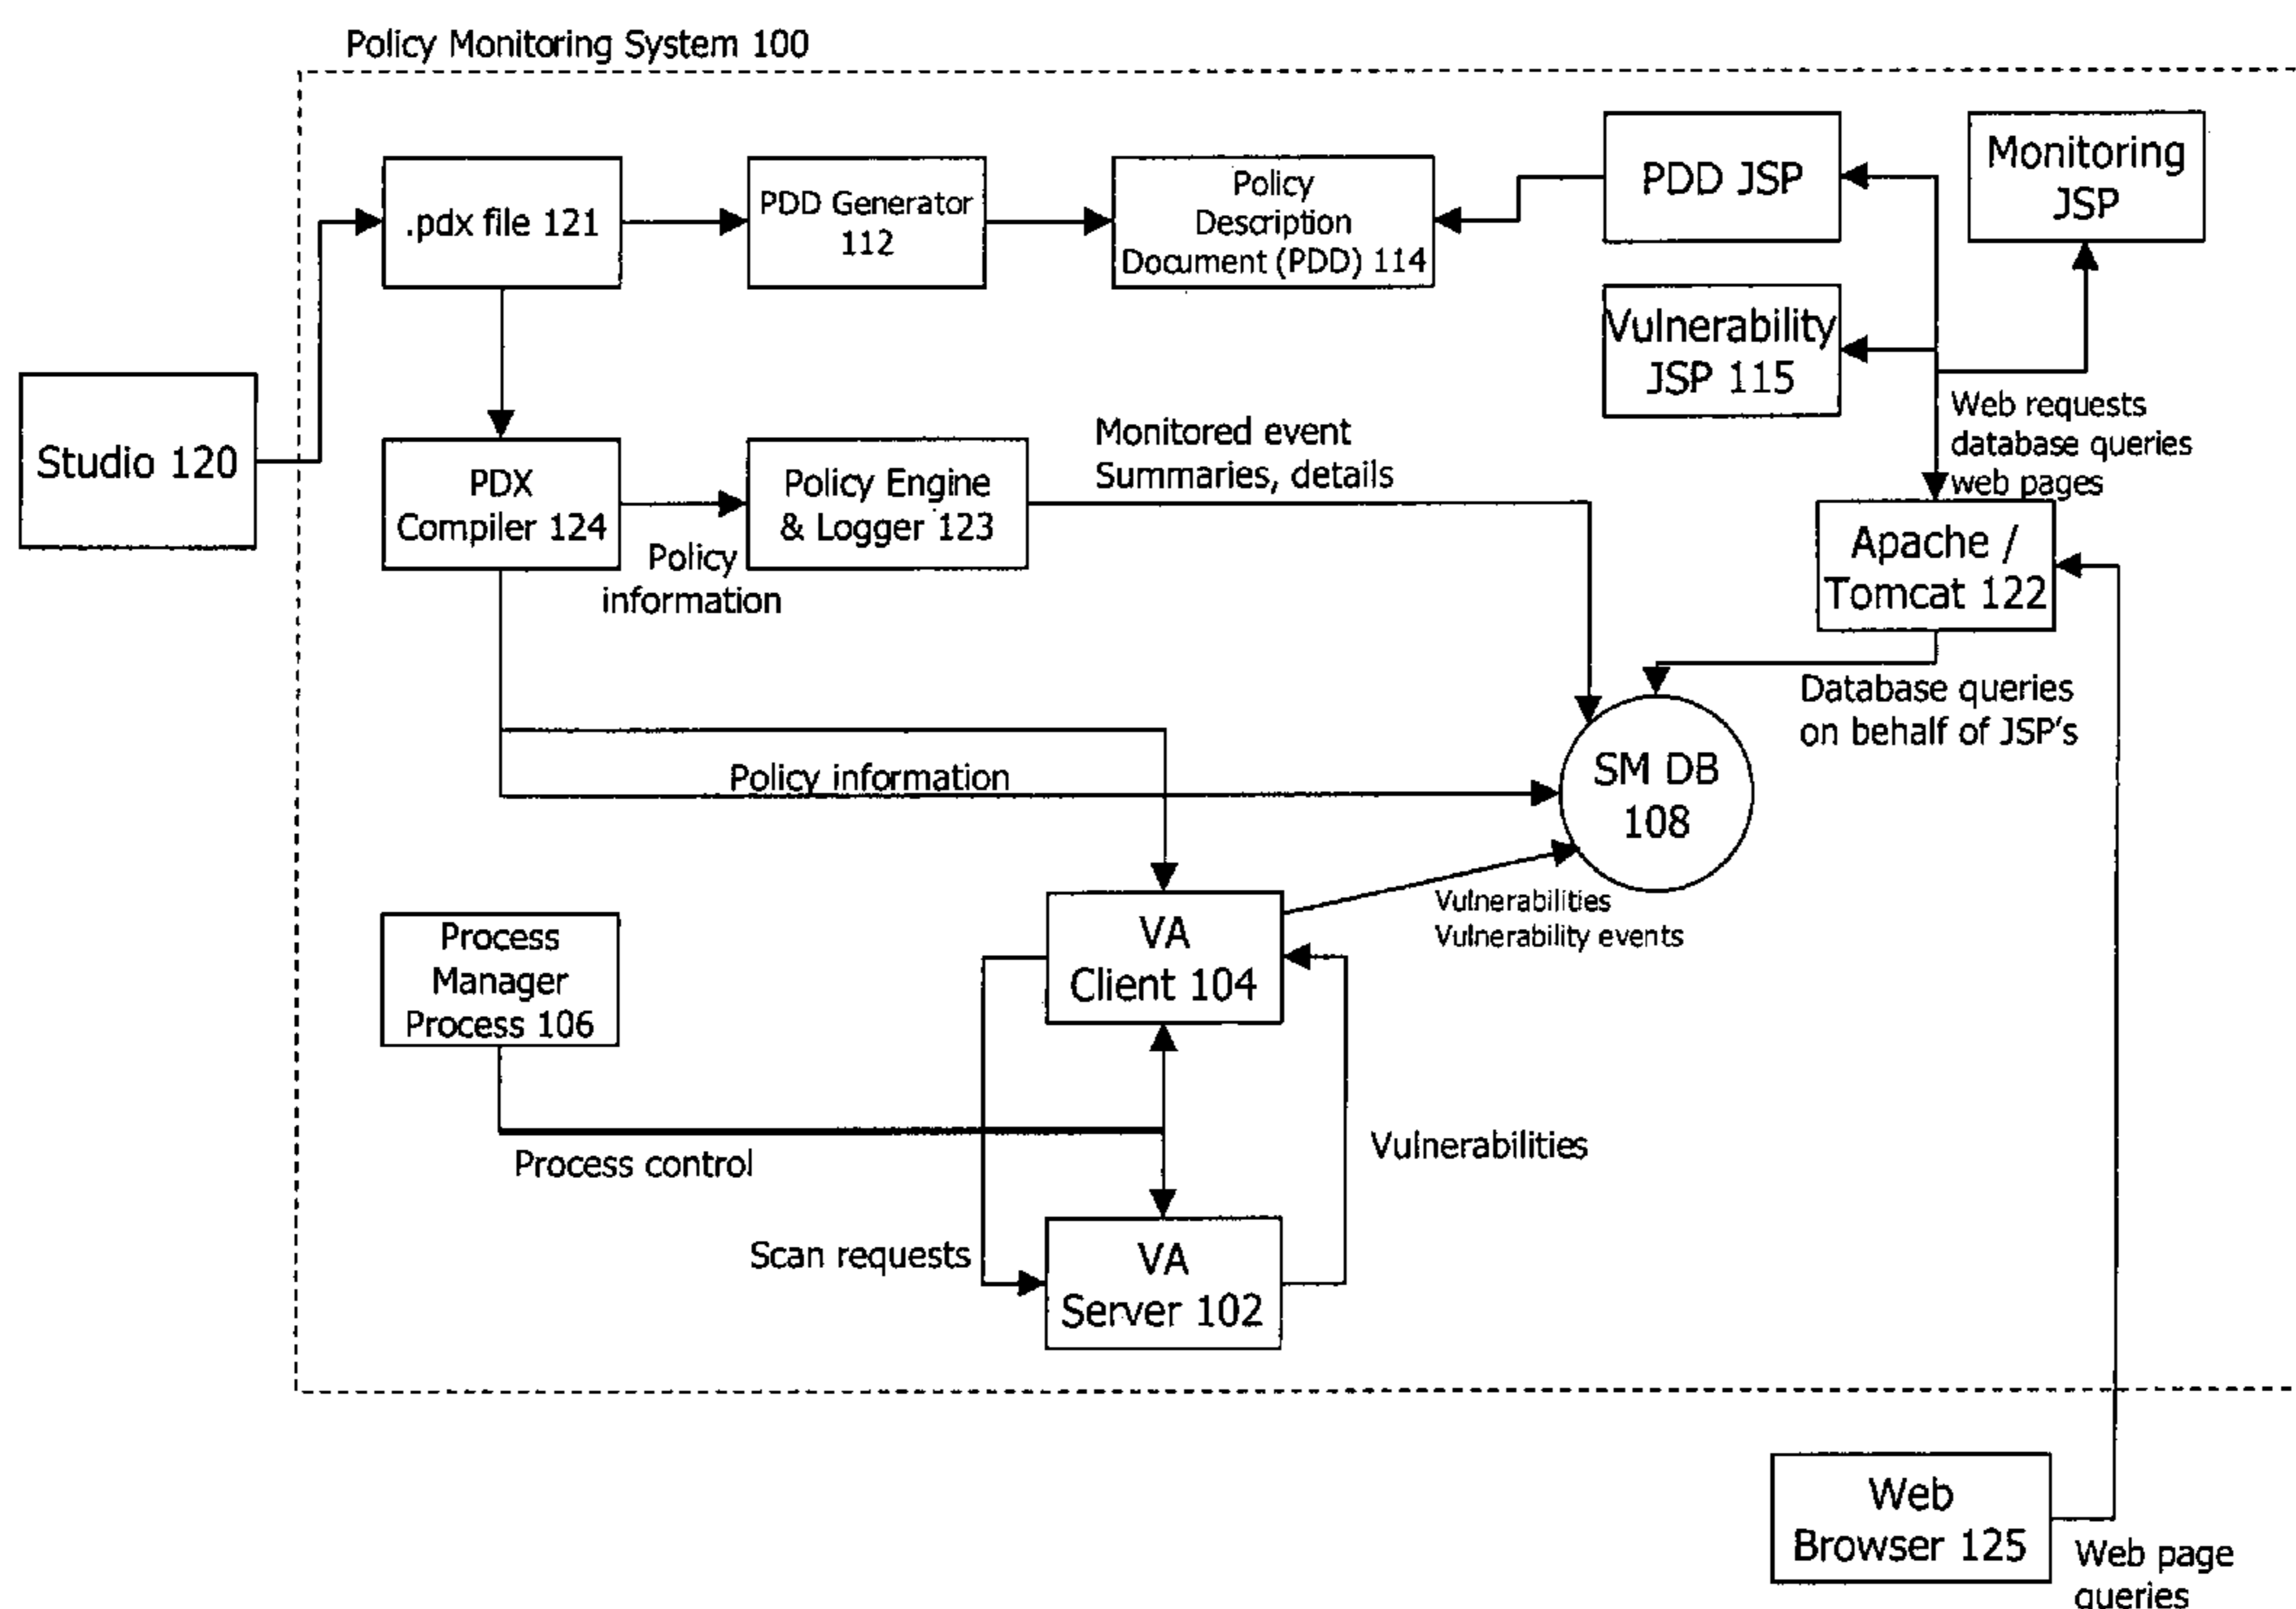 Policy Monitoring System 100
.pdx file 121
PDD Generator
112
Policy
Description
Document (PDD) 114
PDD JSP
Monitoring
JSP
Vulnerability
JSP 115
Studio 120
PDX
Compiler 124
Policy
information
Policy Engine
& Logger 123
Monitored event
Summaries, details
Web requests
database queries
web pages
Apache /
Tomcat 122
Database queries
on behalf of JSP's
Policy information
SM DB
108
Process
Manager
Process 106
VA
Client 104
Vulnerabilities
Vulnerability events
Process control
Vulnerabilities
Scan requests
VA
Server 102
Web
Browser 125
Web page
queries